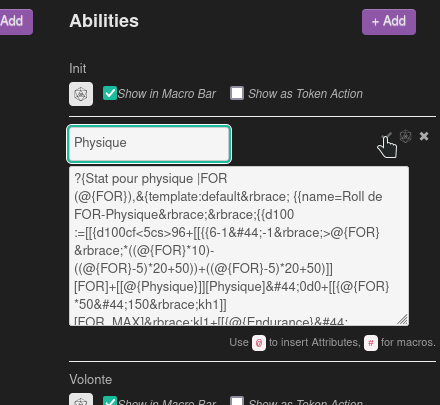 Add
Abilities
+ Add
Init
Show in Macro Bar
Show as Token Action
Physique
?{Stat pour physique |FOR
(@{FOR}),&{template:default&rbrace; {{name=Roll de
FOR-Physique&rbrace;&rbrace;{{d100
:=[[{d100cf<5cs>96+[[{{6-1&#44;-1&rbrace;>@{FOR}
&rbrace;*((@{FOR}*10)-
((@{FOR}-5)*20+50))+((@{FOR}-5)*20+50)]]
[FOR]+[[@{Physique}]][Physique]&#44;0d0+[[{@{FOR}
*50&#44;150&rbrace;kh1]]
[FOR_MAX]&rbrace;kl1+[[{@{Endurance}&#44;
Use @ to insert Attributes, # for macros.
Volonte
Show in Macro Bar
Show as Token Action